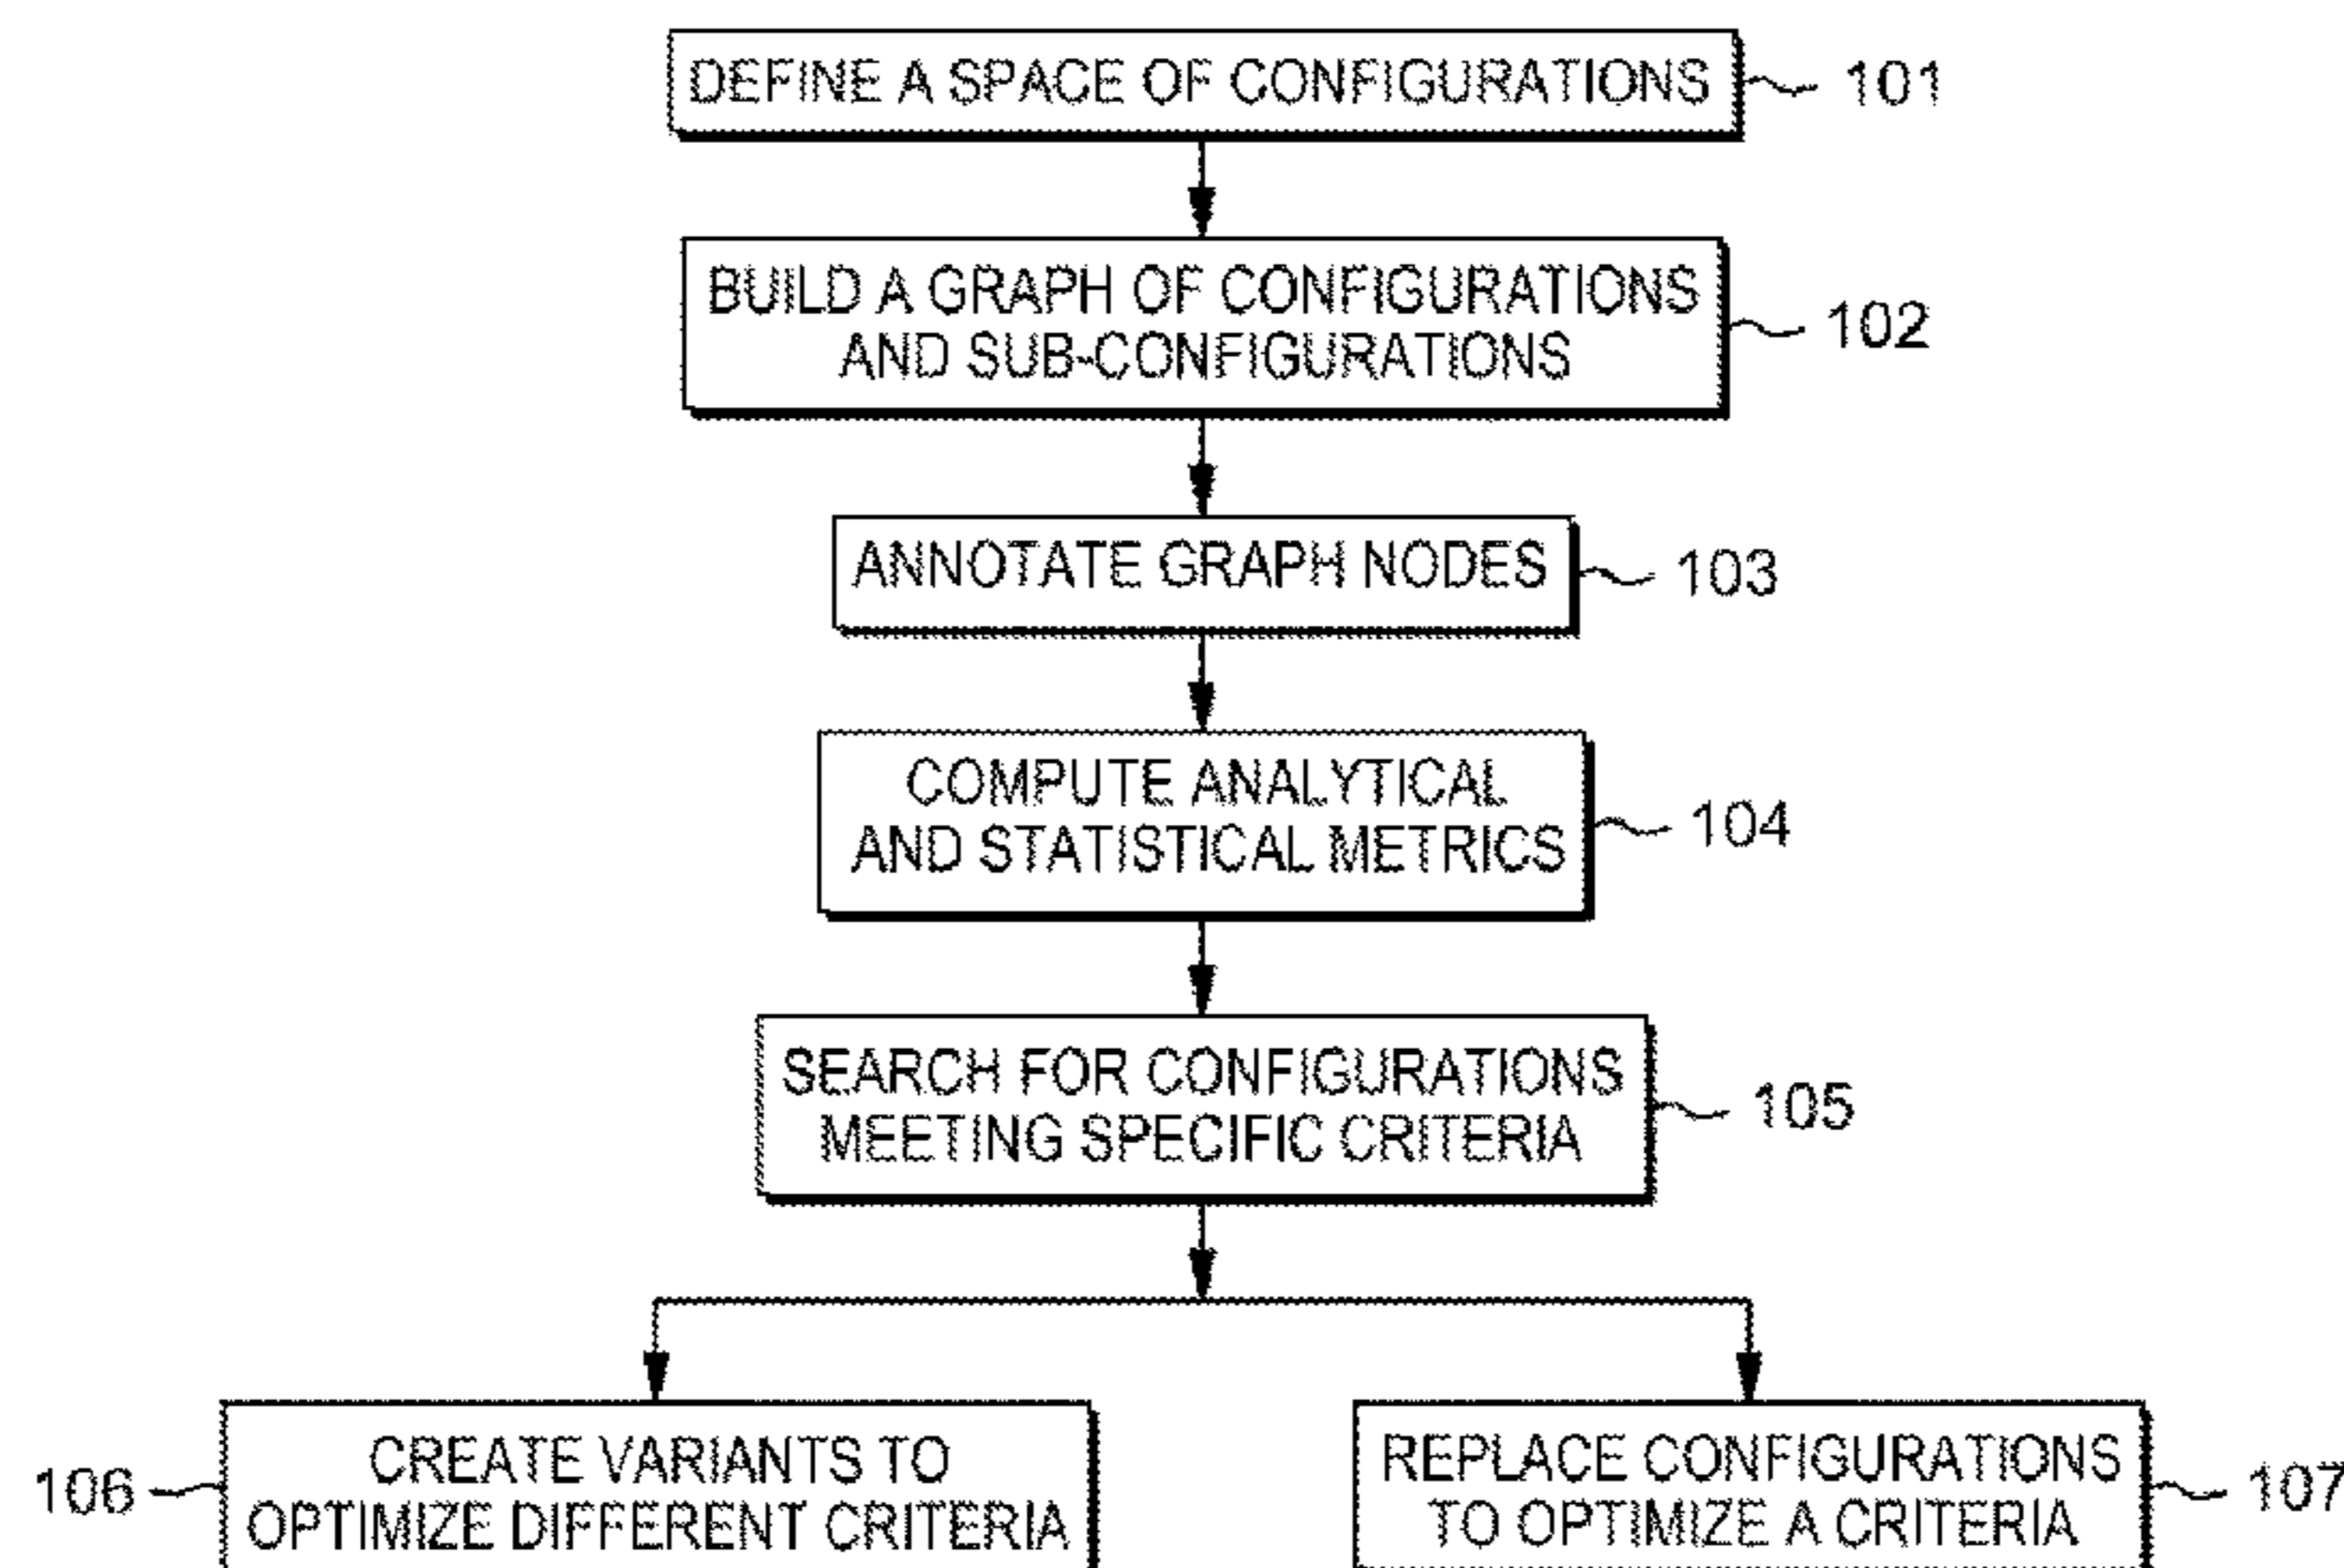 DEFINE A SPACE OF CONFIGURATIONS
101
BUILD A GRAPH OF CONFIGURATIONS
AND SUB-CONFIGURATIONS
102
ANNOTATE GRAPH NODES
103
COMPUTE ANALYTICAL
AND STATISTICAL METRICS
104
SEARCH FOR CONFIGURATIONS
MEETING SPECIFIC CRITERIA
105
106
CREATE VARIANTS TO
OPTIMIZE DIFFERENT CRITERIA
REPLACE CONFIGURATIONS
TO OPTIMIZE A CRITERIA
107